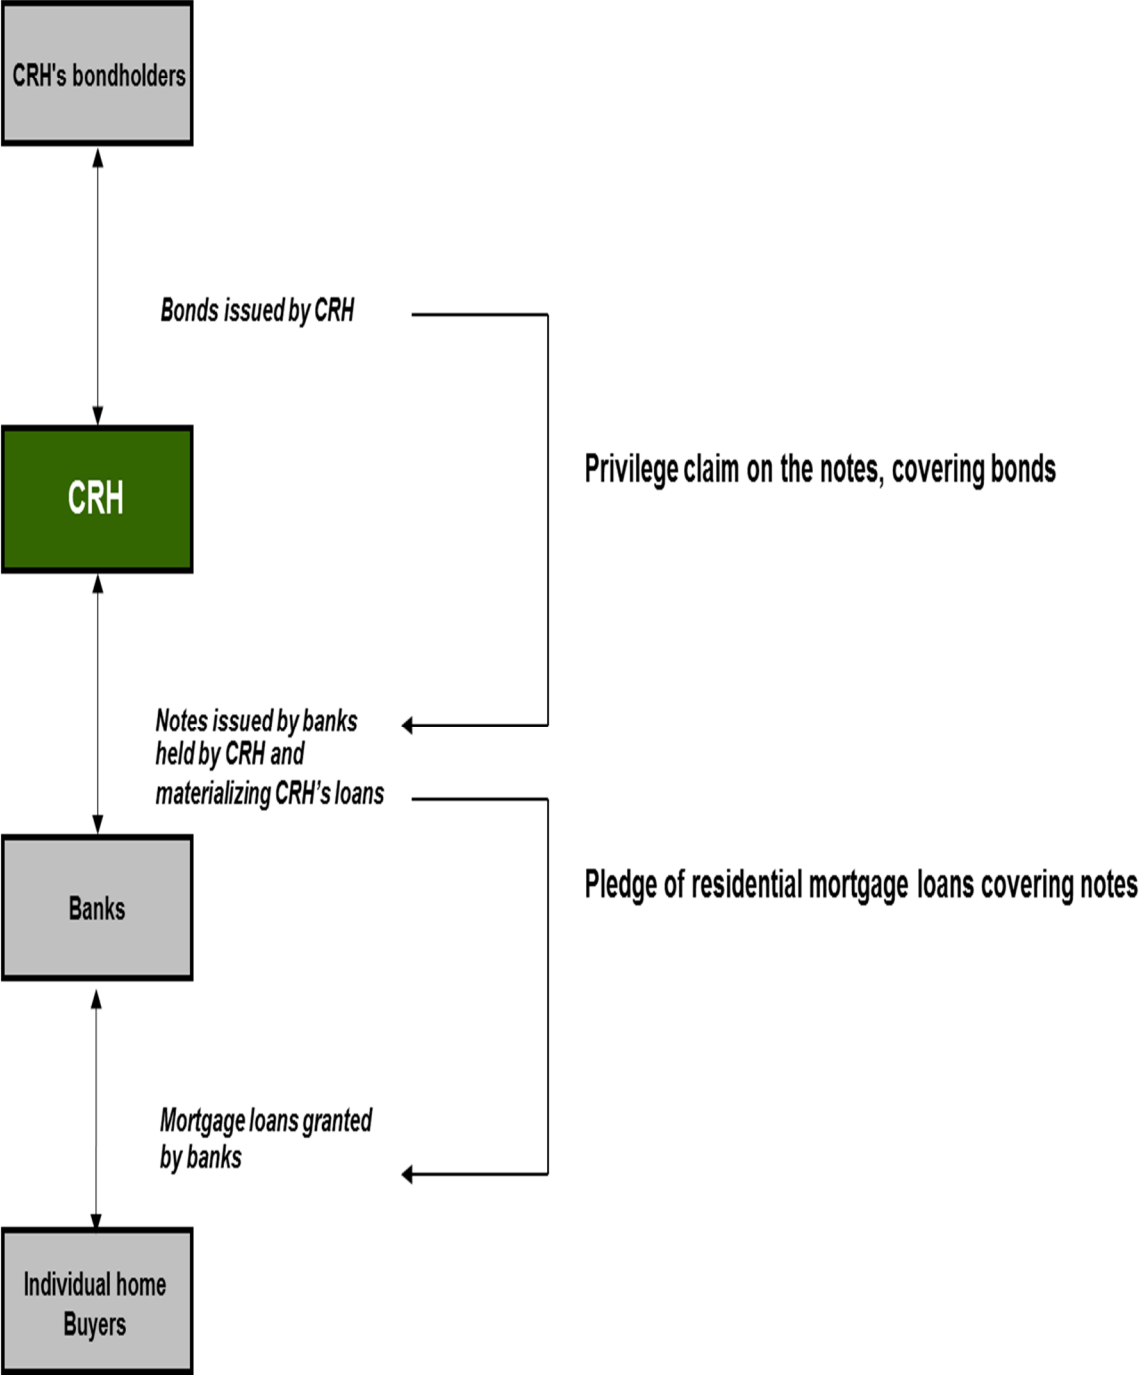 CRH's bondholders
Bonds issued by CRH
Privilege claim on the notes, covering bonds
CRH
Notes issued by banks
held by CRH and
materializing CRH’s loans
Pledge of residential mortgage loans covering notes
Banks
Mortgage loans granted
by banks
Individual home
Buyers